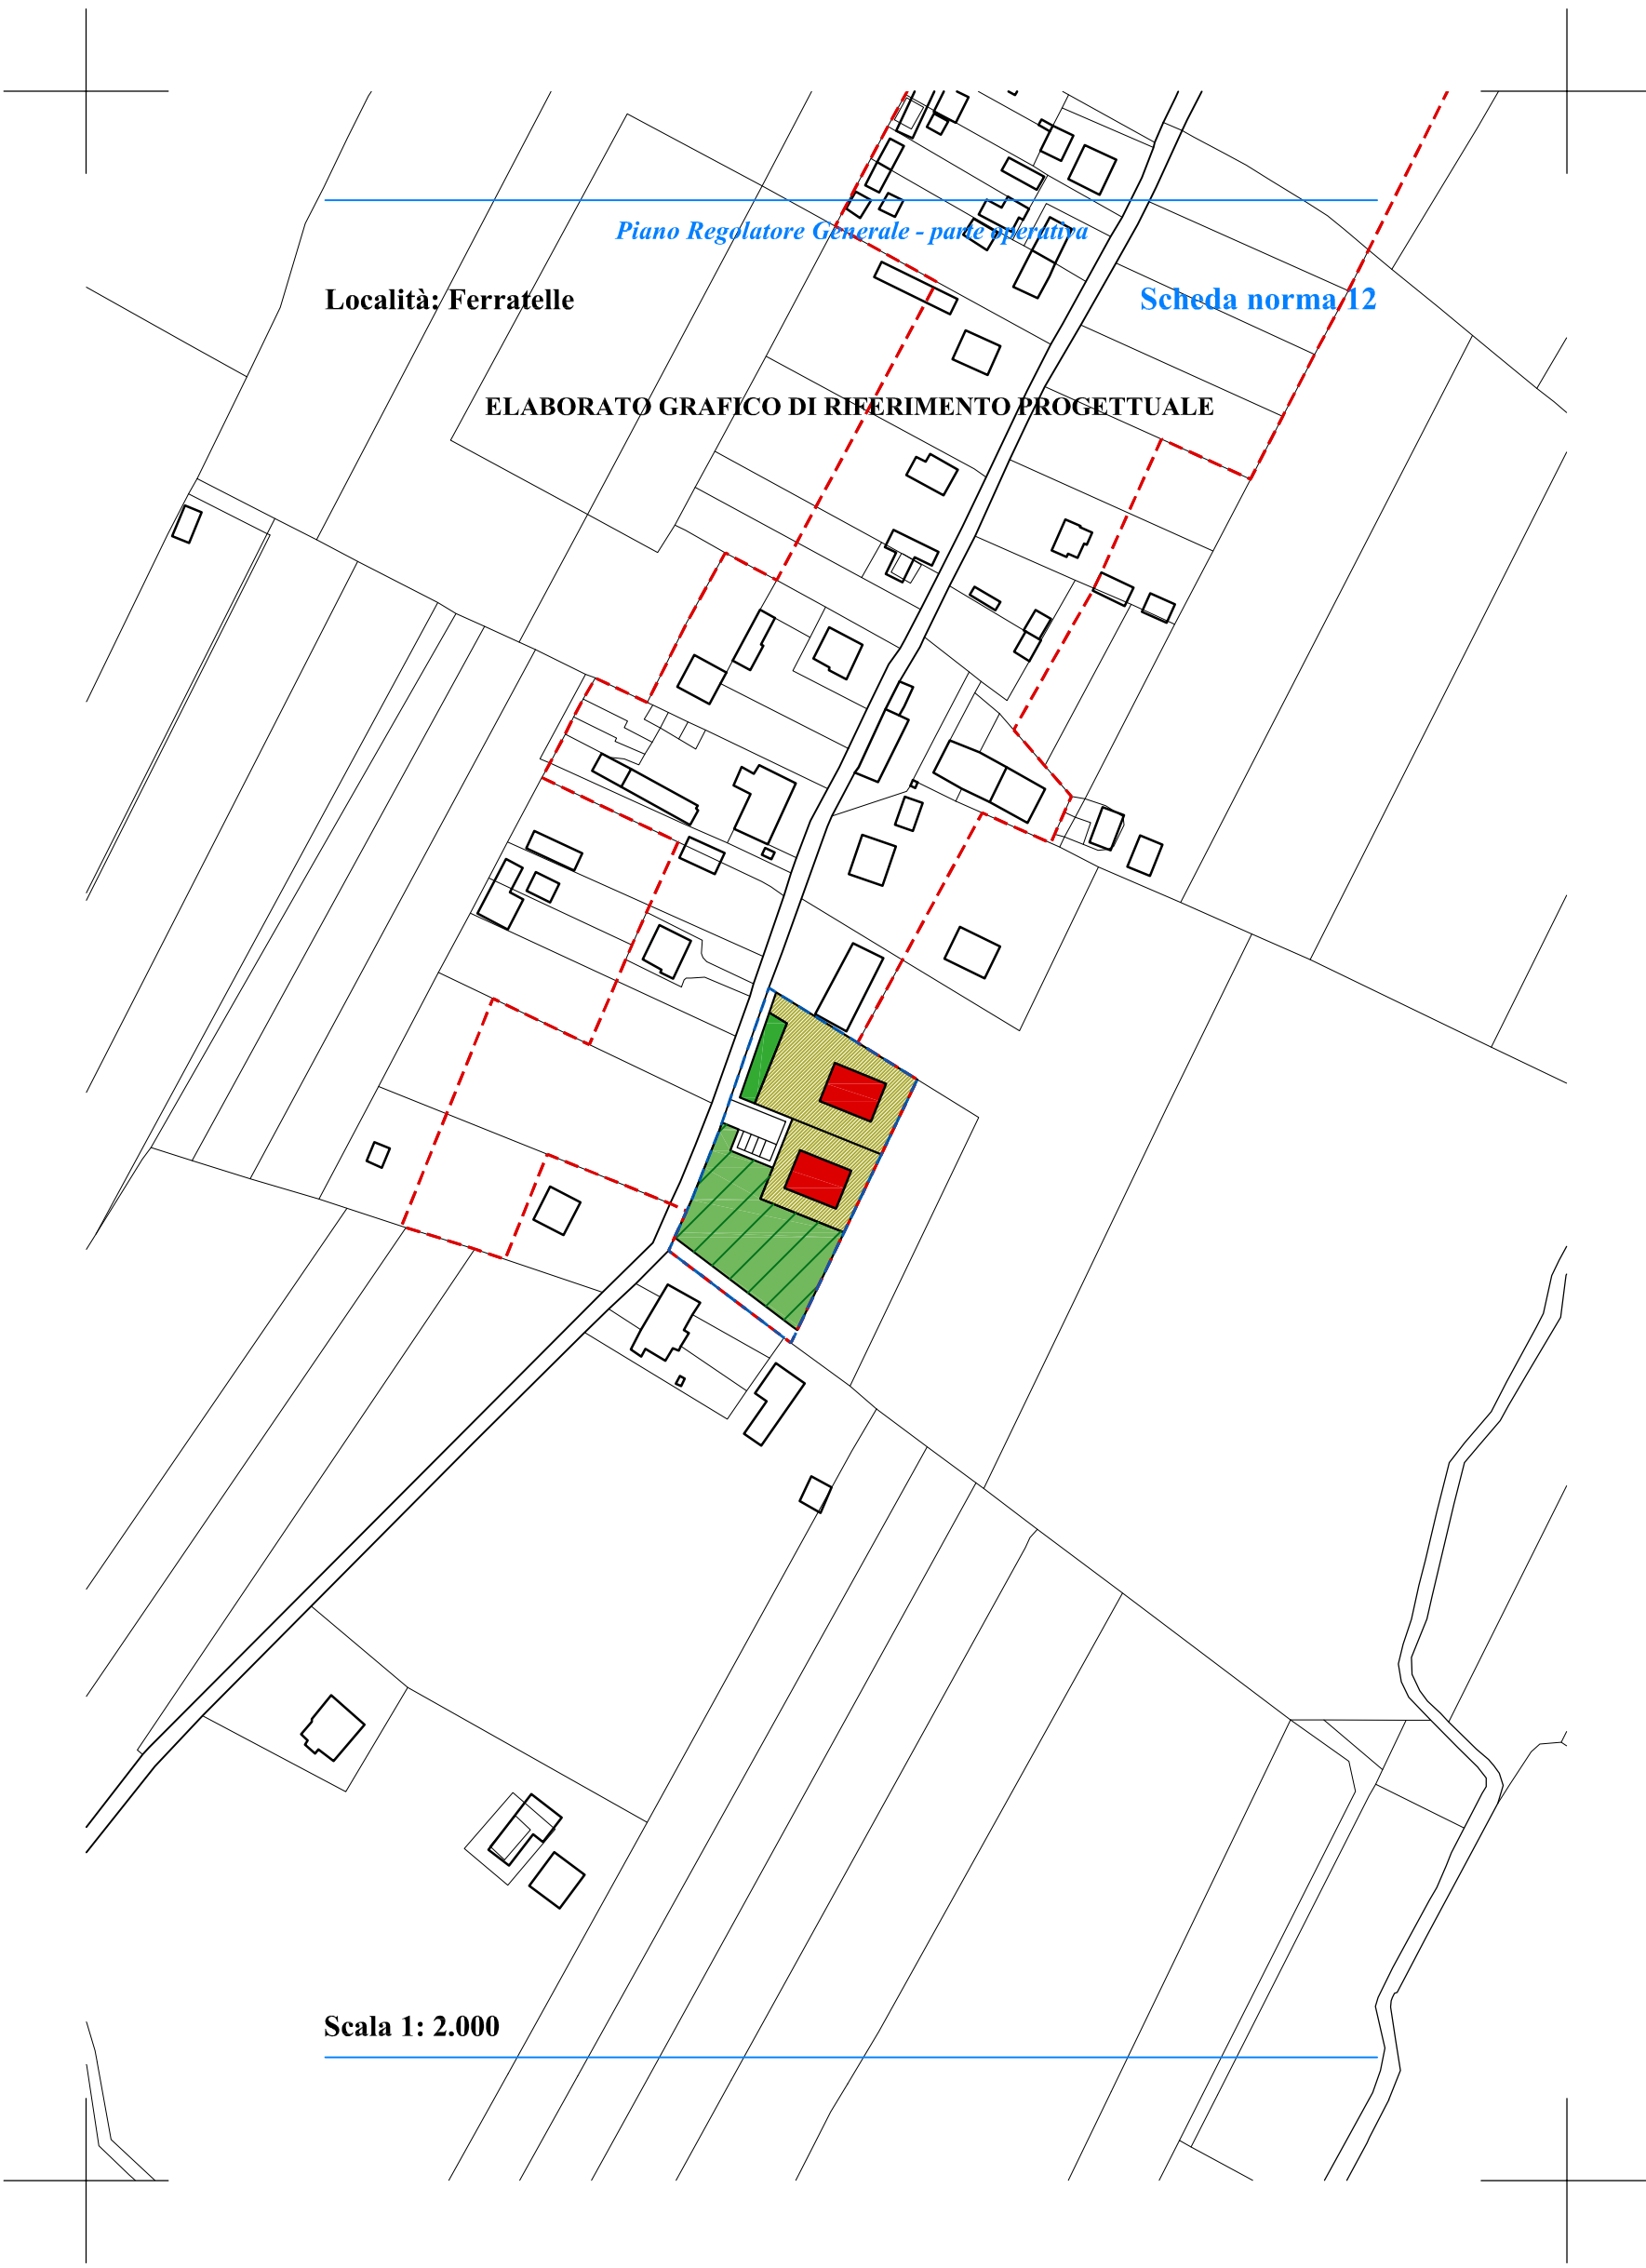 Piano Regolatore Generale - parte operativa
Località: Ferratelle
Scheda norma 12
ELABORATO GRAFICO DI RIFERIMENTO PROGETTUALE
Scala 1: 2.000